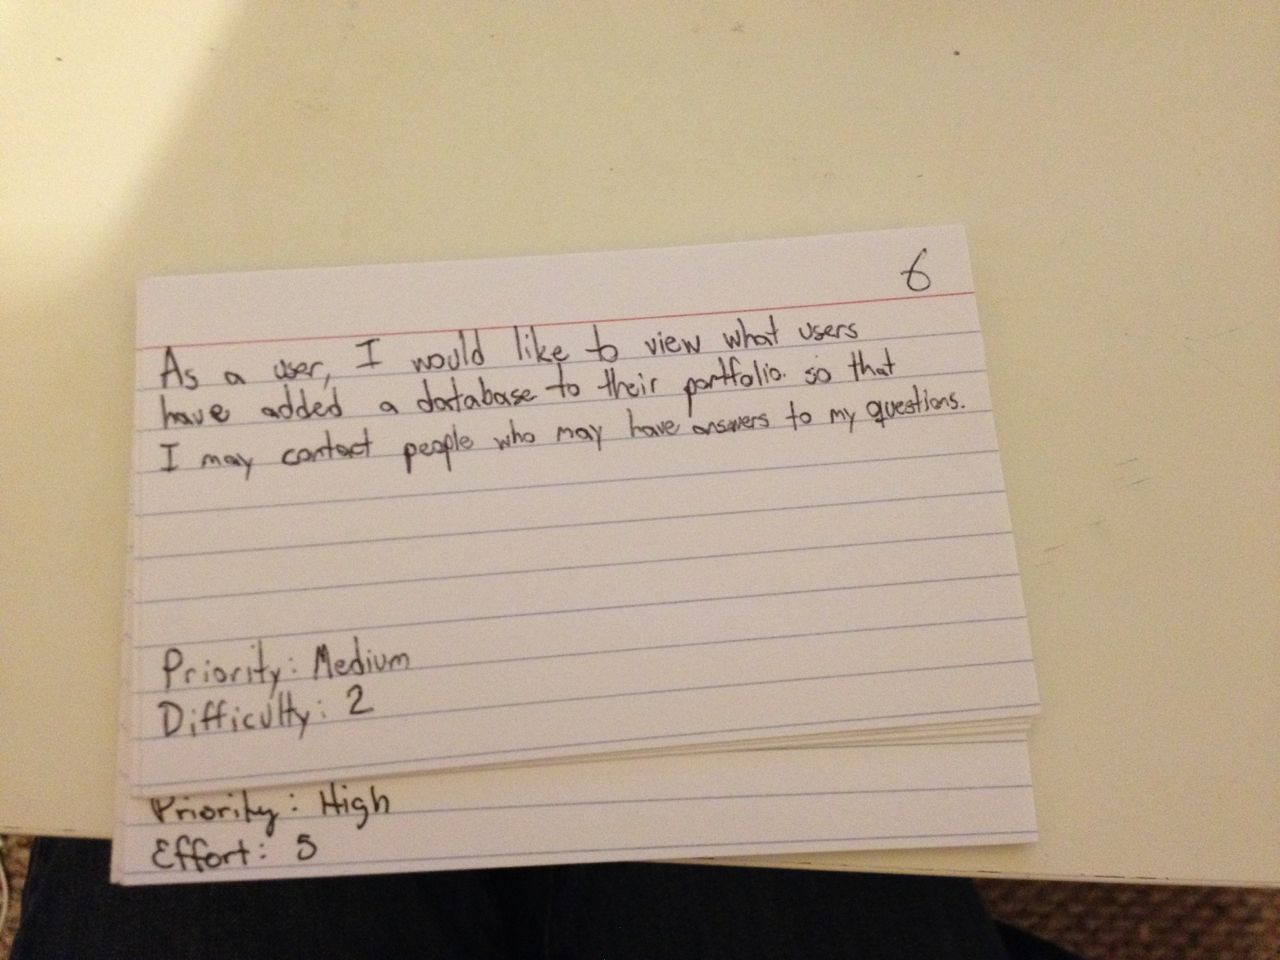 6
As a user, I would like to view what users
have added a database to their portfolio. so that
I may contact people who may have answers to my questions.
Priority: Medium
Difficulty: 2
Priority: High
Effort: 5